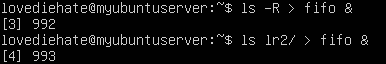 lovediehate@myubuntuserver:~$ ls -R > fifo &
[3] 992
lovediehate@myubuntuserver:~$ ls lr2/ > fifo &
[4] 993